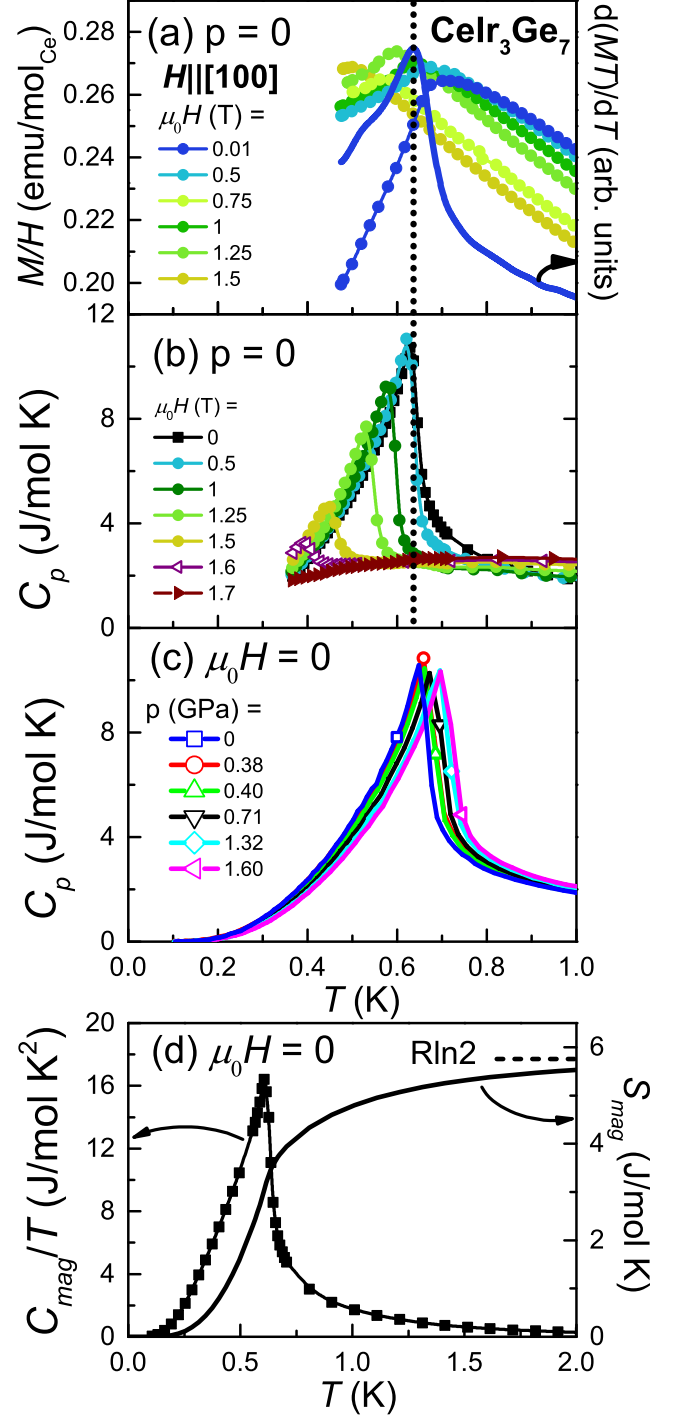 (a) p = 0
CeIr3Ge7
H||[100]
μ0H (T) =
0.01
0.5
0.75
1
1.25
1.5
0.28
0.26
0.24
0.22
0.20
M/H (emu/molCe)
d(MT)/dT (arb. units)
(b) p = 0
μ0H (T) =
0
0.5
1
1.25
1.5
1.6
1.7
12
8
4
0
Cp (J/mol K)
(c) μ0H = 0
p (GPa) =
0
0.38
0.40
0.71
1.32
1.60
8
4
0
Cp (J/mol K)
0.0 0.2 0.4 0.6 0.8 1.0
T (K)
(d) μ0H = 0
Rln2
20
16
12
8
4
0
Cmag/T (J/mol K2)
6
4
2
0
Smag (J/mol K)
0.0 0.5 1.0 1.5 2.0
T (K)